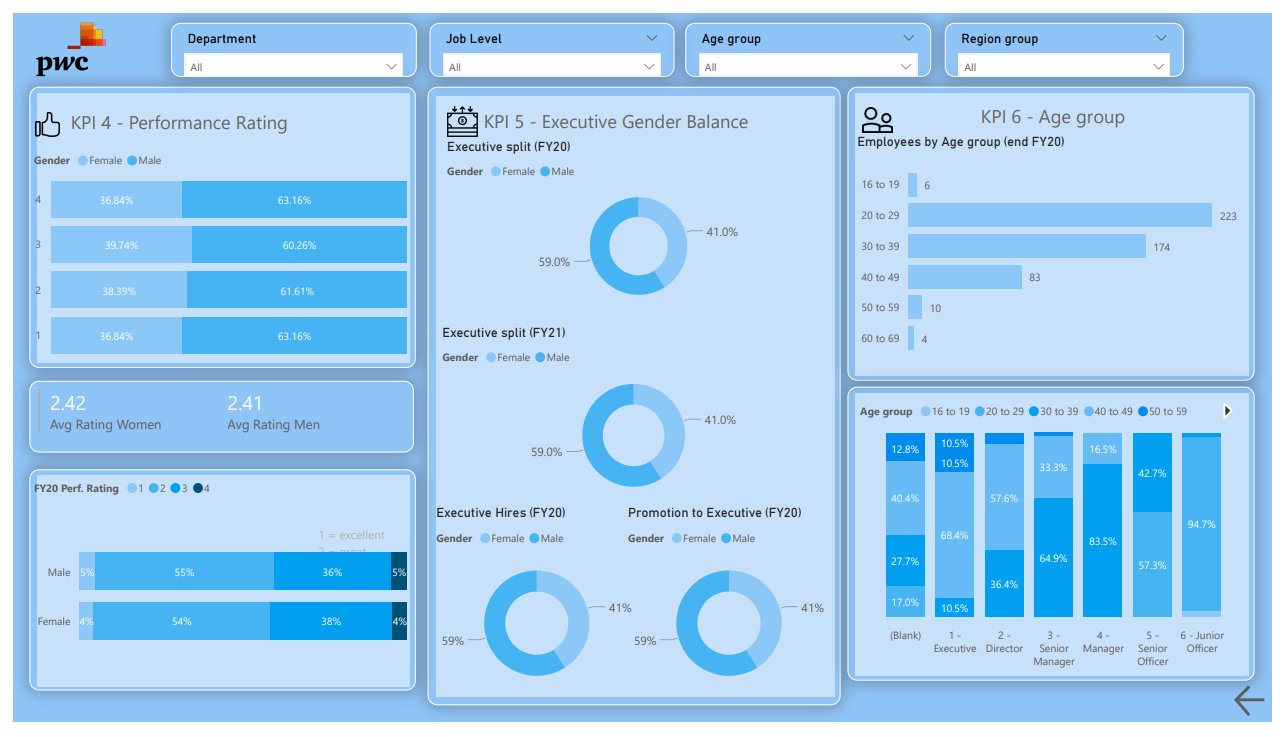 pwc
Department
All
Job Level
All
Age group
All
Region group
All
KPI 4 - Performance Rating
Gender Female Male
4 36.84% 63.16%
3 39.74% 60.26%
2 38.39% 61.61%
1 36.84% 63.16%
2.42 2.41
Avg Rating Women Avg Rating Men
FY20 Perf. Rating 1 2 3 4
1 = excellent
2 = great
Male 5% 55% 36% 5%
Female 4% 54% 38% 4%
KPI 5 - Executive Gender Balance
Executive split (FY20)
Gender Female Male
41.0%
59.0%
Executive split (FY21)
Gender Female Male
41.0%
59.0%
Executive Hires (FY20)
Gender Female Male
41%
59%
Promotion to Executive (FY20)
Gender Female Male
41%
59%
KPI 6 - Age group
Employees by Age group (end FY20)
16 to 19 6
20 to 29 223
30 to 39 174
40 to 49 83
50 to 59 10
60 to 69 4
Age group 16 to 19 20 to 29 30 to 39 40 to 49 50 to 59
12.8%
40.4%
27.7%
17.0%
(Blank)
10.5%
10.5%
68.4%
10.5%
1 -
Executive
57.6%
36.4%
2 -
Director
33.3%
64.9%
3 -
Senior
Manager
16.5%
83.5%
4 -
Manager
42.7%
57.3%
5 -
Senior
Officer
94.7%
6 - Junior
Officer